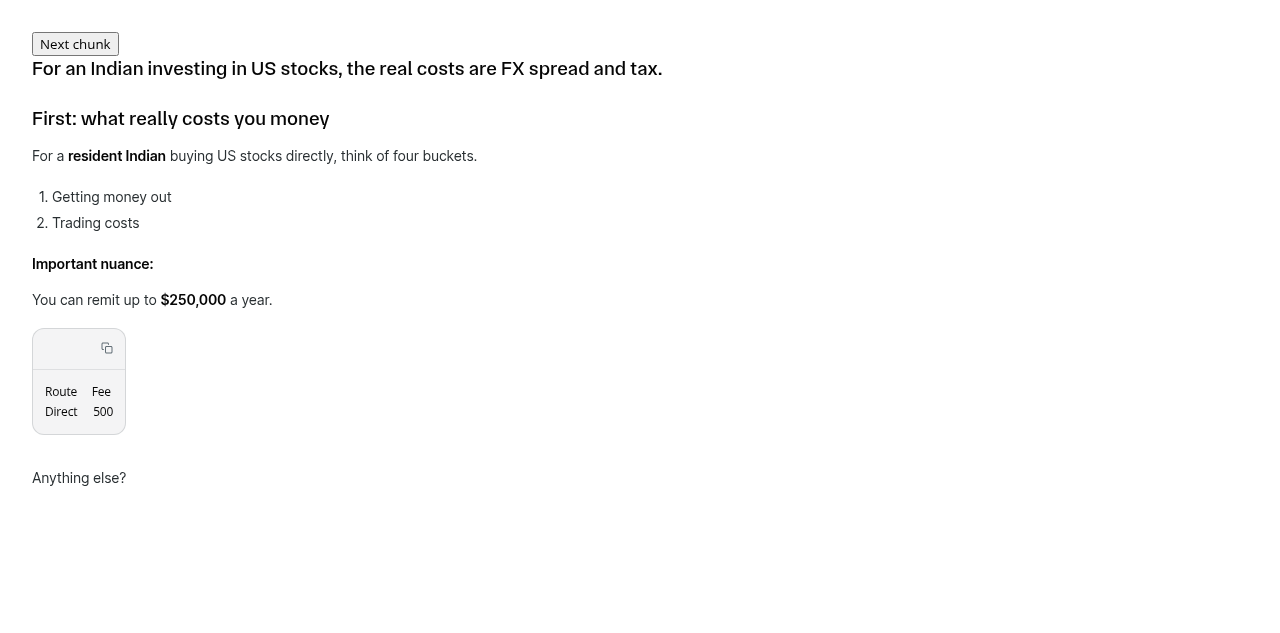 Next chunk
For an Indian investing in US stocks, the real costs are FX spread and tax.
First: what really costs you money
For a resident Indian buying US stocks directly, think of four buckets.
1. Getting money out
2. Trading costs
Important nuance:
You can remit up to $250,000 a year.
Route Fee
Direct 500
Anything else?